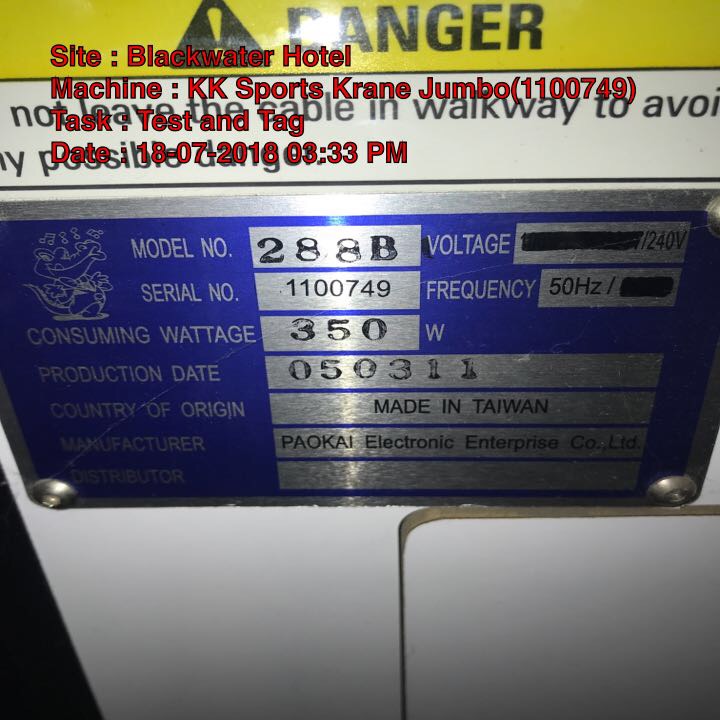 DANGER
Site : Blackwater Hotel
Machine : KK Sports Krane Jumbo(1100749)
not leave the cable in walkway to avoi
Task : Test and Tag
ny possible danger.
Date : 18-07-2018 03:33 PM
MODEL NO. 288B VOLTAGE /240V
SERIAL NO. 1100749 FREQUENCY 50Hz /
CONSUMING WATTAGE 350 W
PRODUCTION DATE 050311
COUNTRY OF ORIGIN MADE IN TAIWAN
MANUFACTURER PAOKAI Electronic Enterprise Co.,Ltd.
DISTRIBUTOR